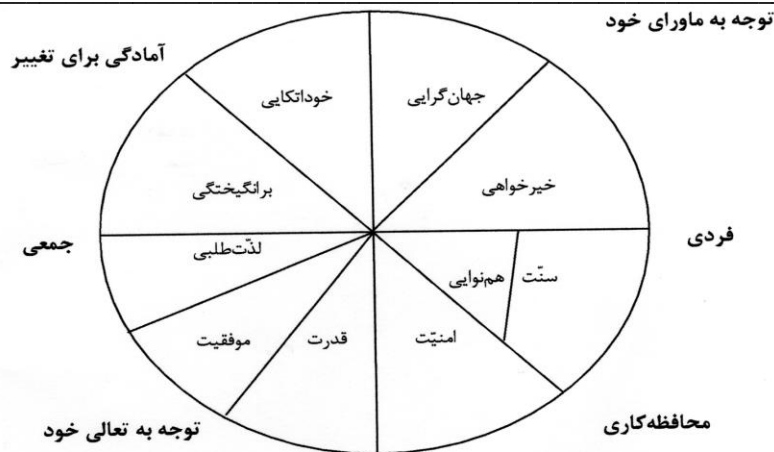 توجه به ماورای خود
آمادگی برای تغییر
جهان‌گرایی
خوداتکایی
خیرخواهی
برانگیختگی
فردی
جمعی
لذّت‌طلبی
سنّت
هم‌نوایی
امنیّت
قدرت
موفقیت
محافظه‌کاری
توجه به تعالی خود